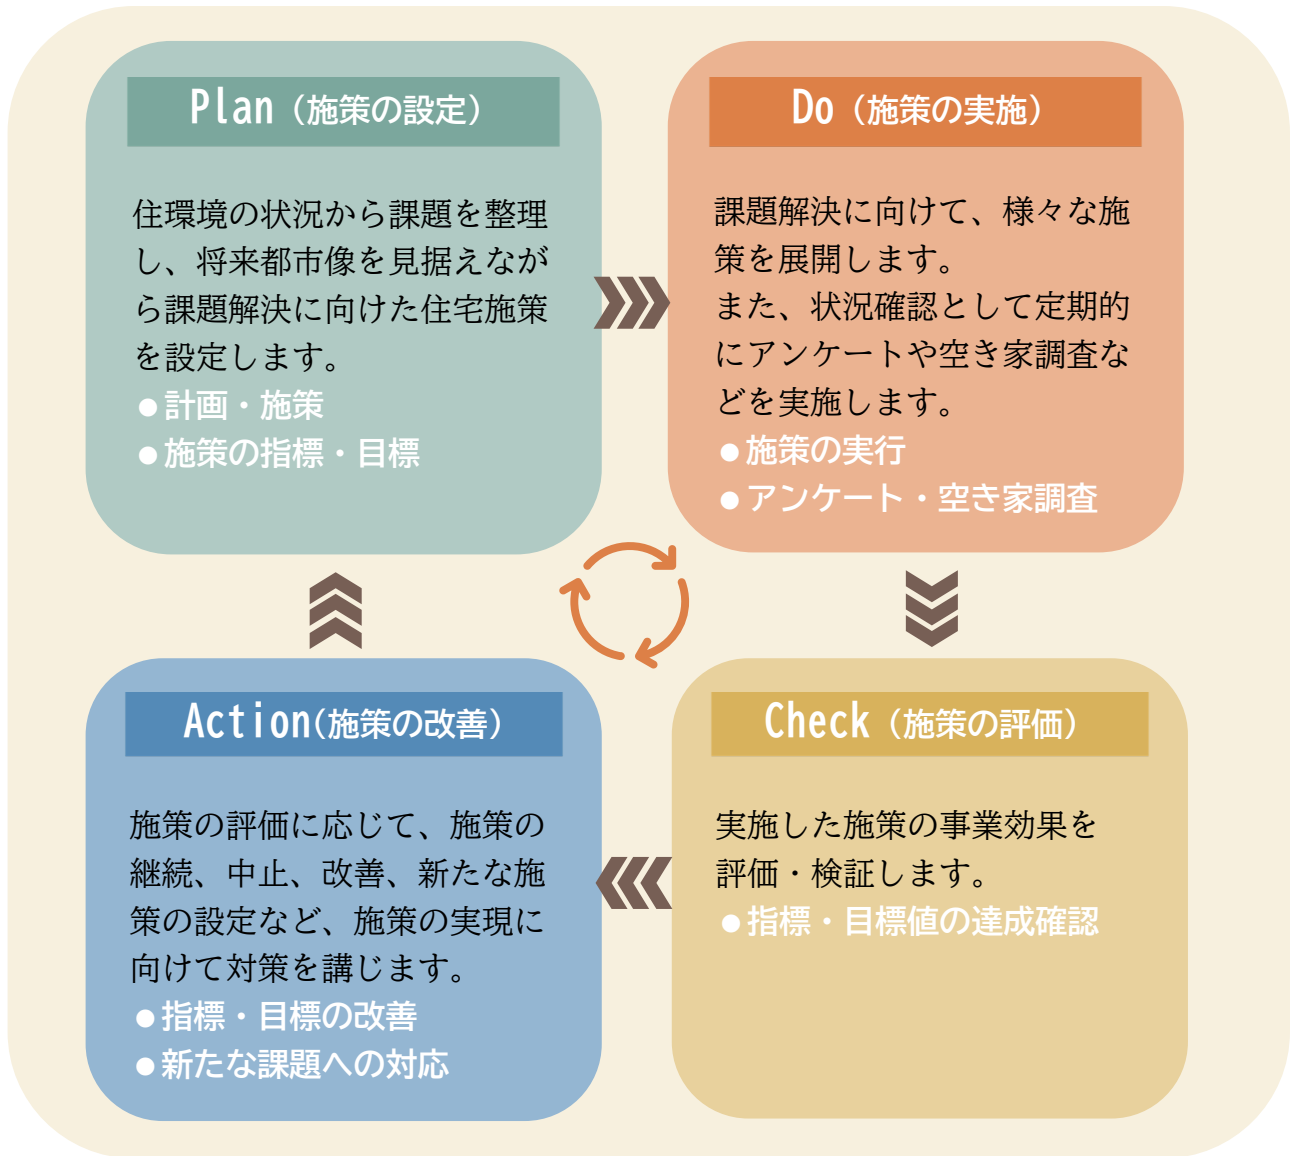 Plan（施策の設定）
住環境の状況から課題を整理
し、将来都市像を見据えなが
ら課題解決に向けた住宅施策
を設定します。
●計画・施策
●施策の指標・目標
Do（施策の実施）
課題解決に向けて、様々な施
策を展開します。
また、状況確認として定期的
にアンケートや空き家調査な
どを実施します。
●施策の実行
●アンケート・空き家調査
Check（施策の評価）
実施した施策の事業効果を
評価・検証します。
●指標・目標値の達成確認
Action(施策の改善）
施策の評価に応じて、施策の
継続、中止、改善、新たな施
策の設定など、施策の実現に
向けて対策を講じます。
●指標・目標の改善
●新たな課題への対応